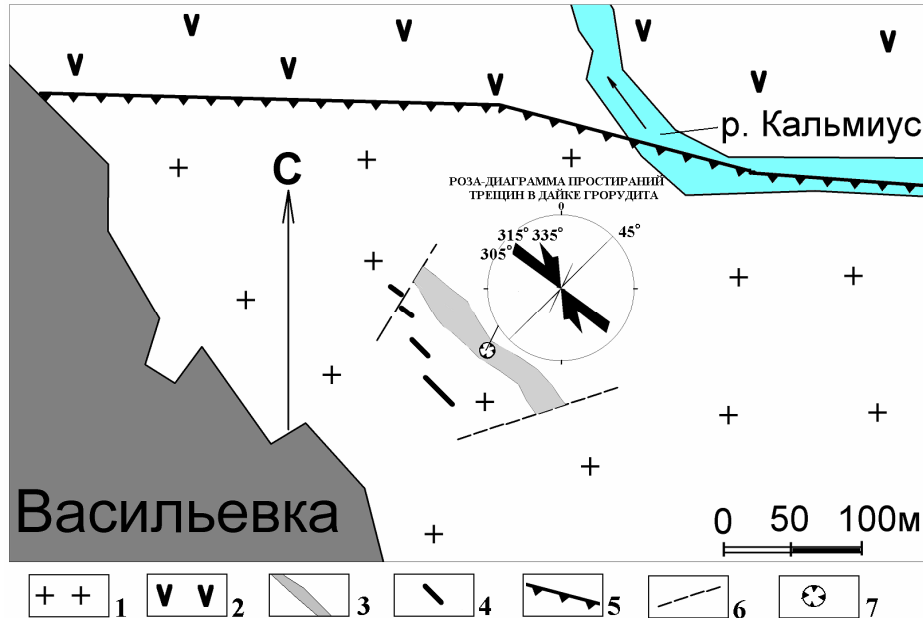 р. Кальмиус
С
РОЗА-ДИАГРАММА ПРОСТИРАНИЙ
ТРЕЩИН В ДАЙКЕ ГРОРУДИТА
0
315° 335° 45°
305°
Васильевка
0 50 100м
1 2 3 4 5 6 7